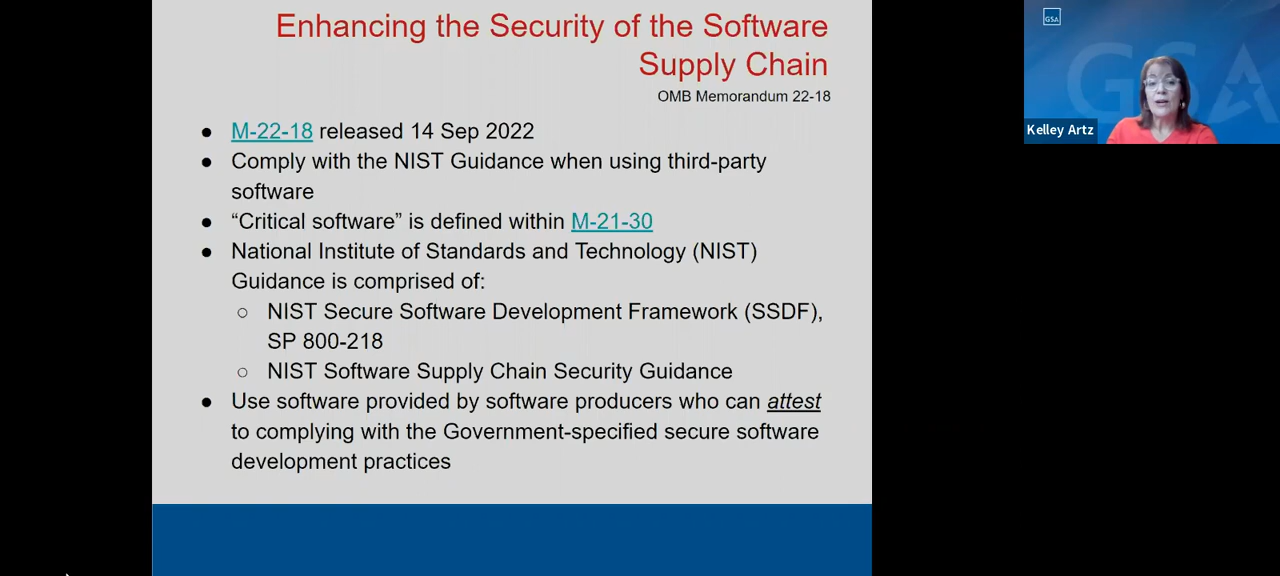 Enhancing the Security of the Software
Supply Chain
OMB Memorandum 22-18
● M-22-18 released 14 Sep 2022
● Comply with the NIST Guidance when using third-party
software
● “Critical software” is defined within M-21-30
● National Institute of Standards and Technology (NIST)
Guidance is comprised of:
○ NIST Secure Software Development Framework (SSDF),
SP 800-218
○ NIST Software Supply Chain Security Guidance
● Use software provided by software producers who can attest
to complying with the Government-specified secure software
development practices
GSA
GSA
Kelley Artz